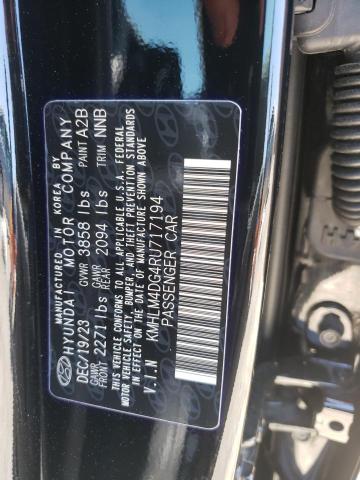 MANUFACTURED IN KOREA BY
HYUNDAI MOTOR COMPANY
DEC/19/23 GVWR 3858 lbs PAINT A2B
GAWR FRONT 2271 lbs GAWR REAR 2094 lbs TRIM NNB
THIS VEHICLE CONFORMS TO ALL APPLICABLE U.S.A. FEDERAL
MOTOR VEHICLE SAFETY, BUMPER, AND THEFT PREVENTION STANDARDS
IN EFFECT ON THE DATE OF MANUFACTURE SHOWN ABOVE
V.I.N KMHLM4DG4RU717194
PASSENGER CAR